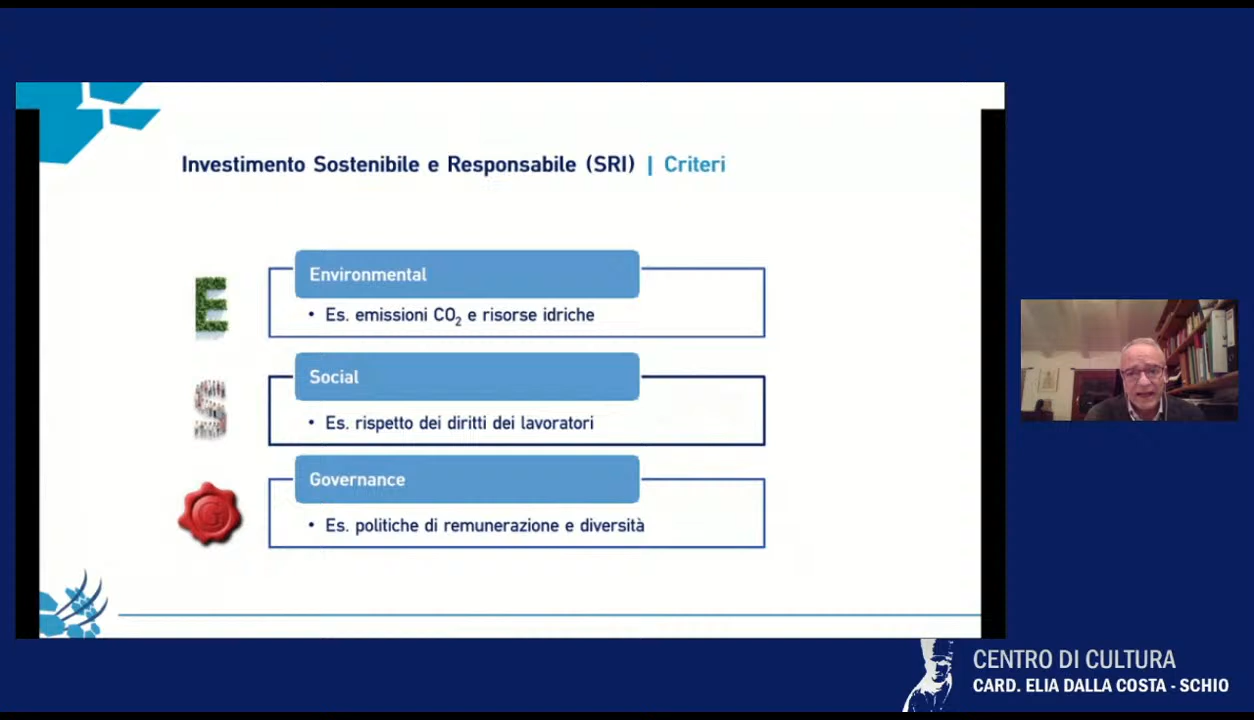 Investimento Sostenibile e Responsabile (SRI) | Criteri
E
Environmental
• Es. emissioni CO₂ e risorse idriche
S
Social
• Es. rispetto dei diritti dei lavoratori
G
Governance
• Es. politiche di remunerazione e diversità
CENTRO DI CULTURA
CARD. ELIA DALLA COSTA - SCHIO